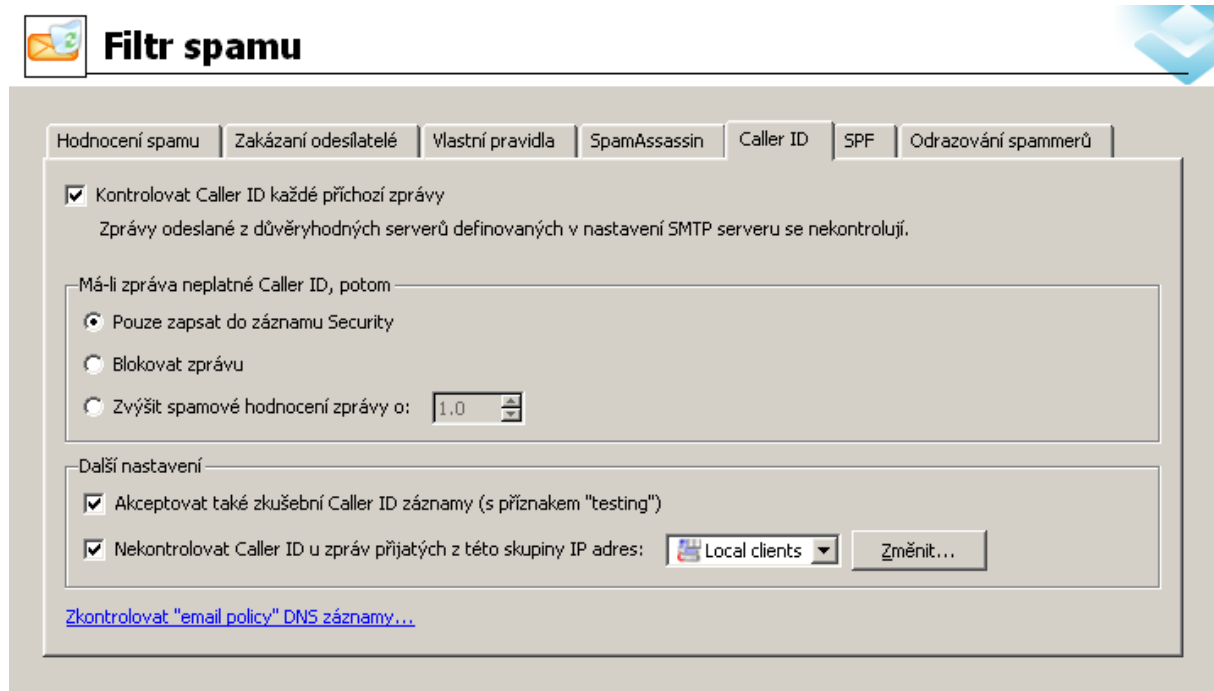 Filtr spamu
Hodnocení spamu Zakázaní odesílatelé Vlastní pravidla SpamAssassin Caller ID SPF Odrazování spammerů
Kontrolovat Caller ID každé příchozí zprávy
Zprávy odeslané z důvěryhodných serverů definovaných v nastavení SMTP serveru se nekontrolují.
Má-li zpráva neplatné Caller ID, potom
Pouze zapsat do záznamu Security
Blokovat zprávu
Zvýšit spamové hodnocení zprávy o: 1.0
Další nastavení
Akceptovat také zkušební Caller ID záznamy (s příznakem "testing")
Nekontrolovat Caller ID u zpráv přijatých z této skupiny IP adres: Local clients Změnit...
Zkontrolovat "email policy" DNS záznamy...